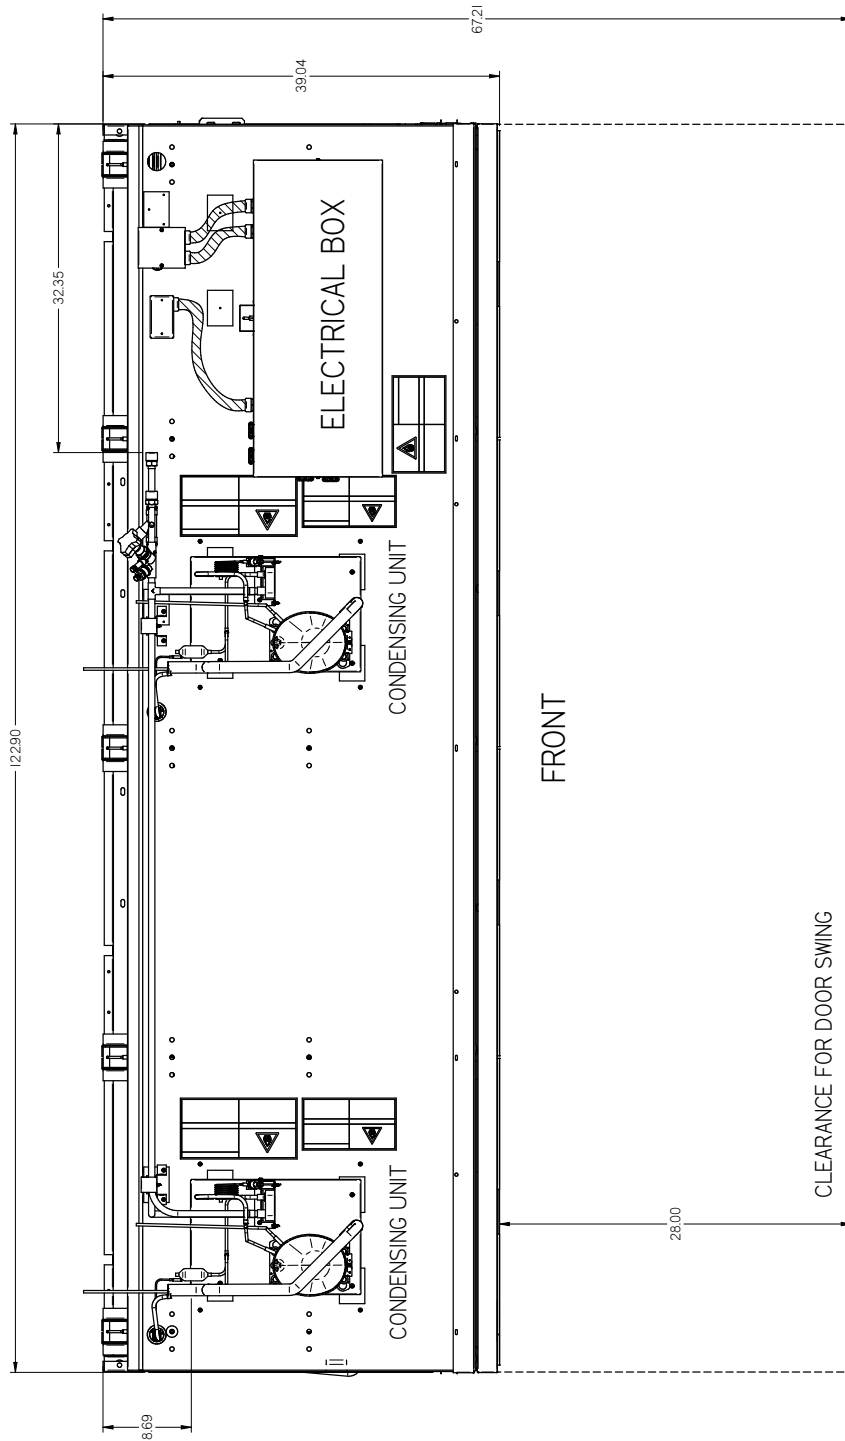 67.21
39.04
32.35
122.90
ELECTRICAL BOX
CONDENSING UNIT
FRONT
CONDENSING UNIT
CLEARANCE FOR DOOR SWING
28.00
8.69